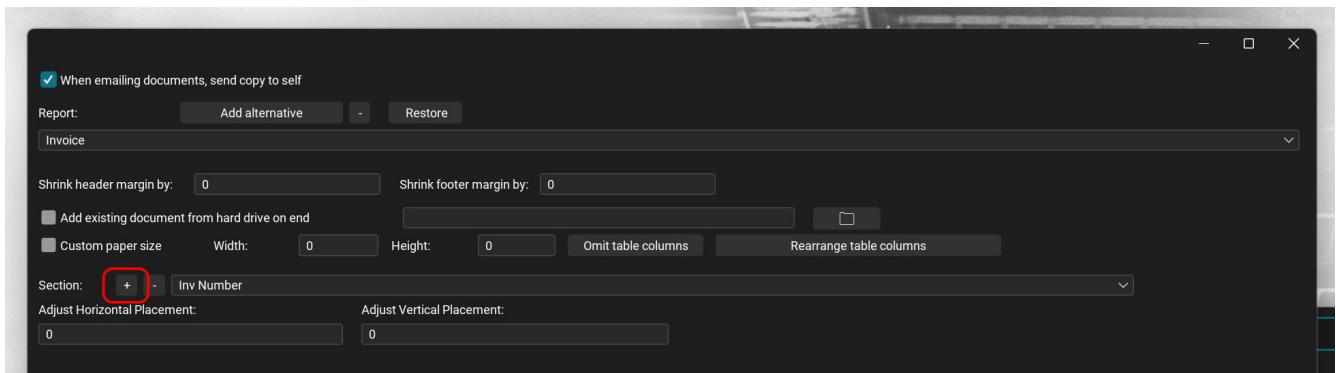 When emailing documents, send copy to self
Report: Add alternative - Restore
Invoice
Shrink header margin by: 0 Shrink footer margin by: 0
Add existing document from hard drive on end
Custom paper size Width: 0 Height: 0 Omit table columns Rearrange table columns
Section: + - Inv Number
Adjust Horizontal Placement: Adjust Vertical Placement:
0 0